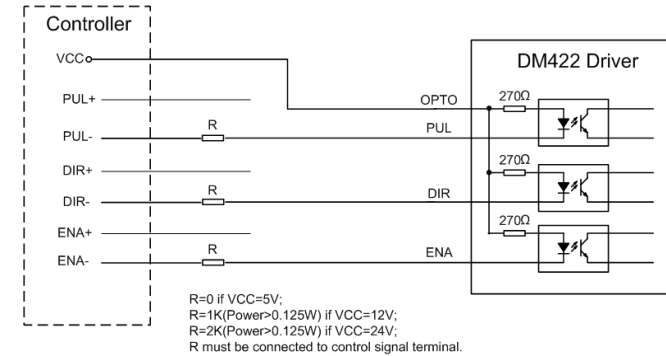 Controller
VCC
DM422 Driver
PUL+
OPTO
270Ω
PUL-
R
PUL
DIR+
270Ω
DIR-
R
DIR
270Ω
ENA+
ENA-
R
ENA
R=0 if VCC=5V;
R=1K(Power>0.125W) if VCC=12V;
R=2K(Power>0.125W) if VCC=24V;
R must be connected to control signal terminal.